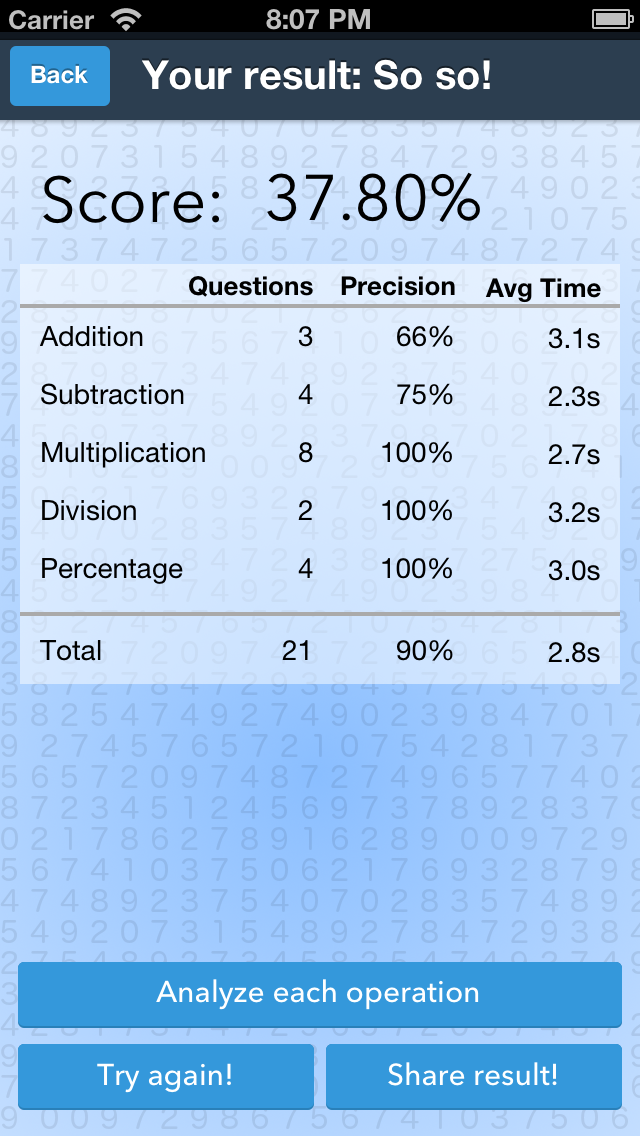 Carrier 8:07 PM
Back Your result: So so!
Score: 37.80%
Questions Precision Avg Time
Addition 3 66% 3.1s
Subtraction 4 75% 2.3s
Multiplication 8 100% 2.7s
Division 2 100% 3.2s
Percentage 4 100% 3.0s
Total 21 90% 2.8s
Analyze each operation
Try again! Share result!